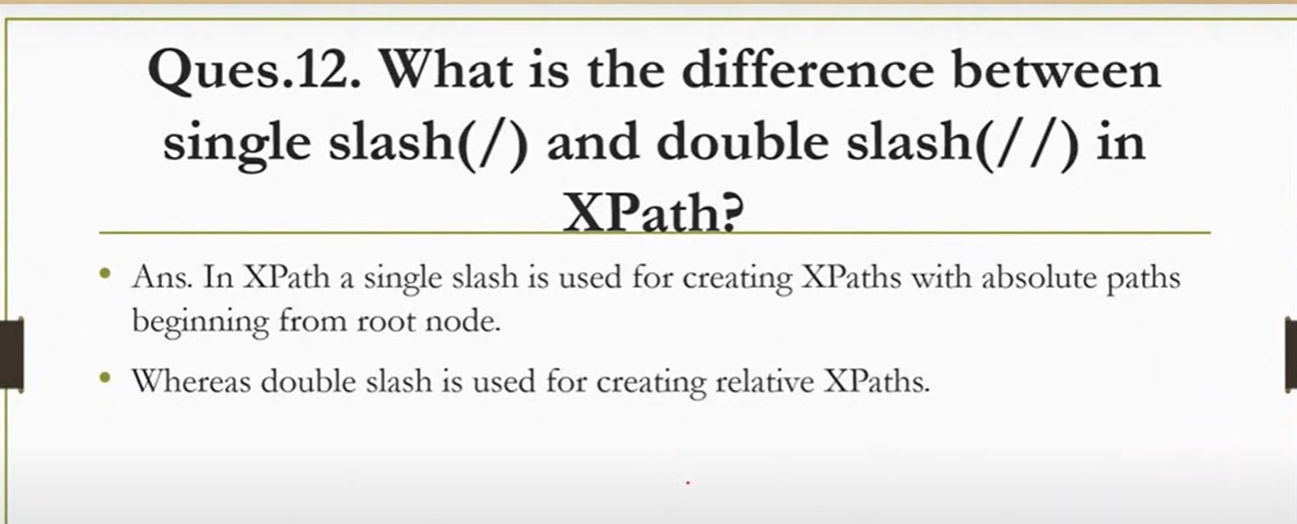 Ques.12. What is the difference between
single slash(/) and double slash(//) in
XPath?
• Ans. In XPath a single slash is used for creating XPaths with absolute paths
beginning from root node.
• Whereas double slash is used for creating relative XPaths.